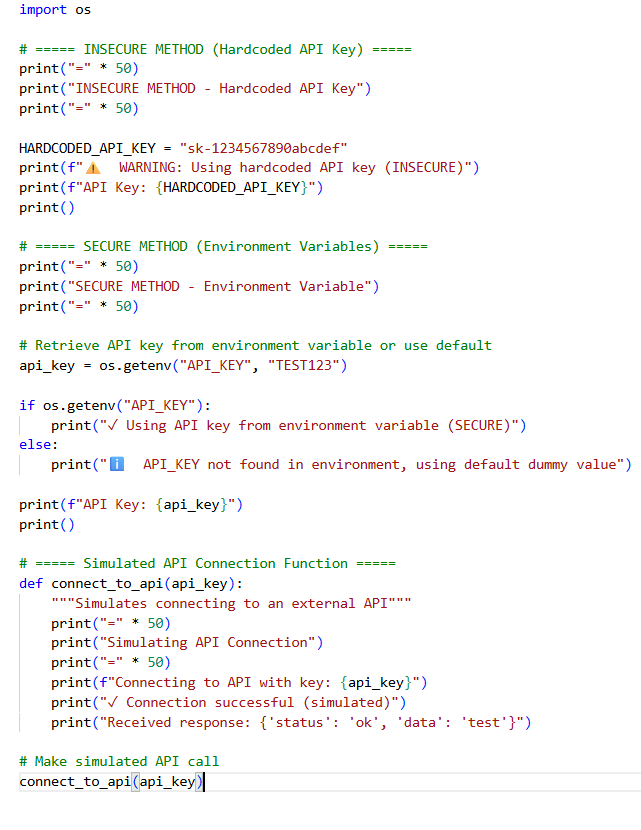 import os

# ===== INSECURE METHOD (Hardcoded API Key) =====
print("=" * 50)
print("INSECURE METHOD - Hardcoded API Key")
print("=" * 50)

HARDCODED_API_KEY = "sk-1234567890abcdef"
print(f"⚠️  WARNING: Using hardcoded API key (INSECURE)")
print(f"API Key: {HARDCODED_API_KEY}")
print()

# ===== SECURE METHOD (Environment Variables) =====
print("=" * 50)
print("SECURE METHOD - Environment Variable")
print("=" * 50)

# Retrieve API key from environment variable or use default
api_key = os.getenv("API_KEY", "TEST123")

if os.getenv("API_KEY"):
    print("✓ Using API key from environment variable (SECURE)")
else:
    print("ℹ️  API_KEY not found in environment, using default dummy value")

print(f"API Key: {api_key}")
print()

# ===== Simulated API Connection Function =====
def connect_to_api(api_key):
    """Simulates connecting to an external API"""
    print("=" * 50)
    print("Simulating API Connection")
    print("=" * 50)
    print(f"Connecting to API with key: {api_key}")
    print("✓ Connection successful (simulated)")
    print("Received response: {'status': 'ok', 'data': 'test'}")

# Make simulated API call
connect_to_api(api_key)